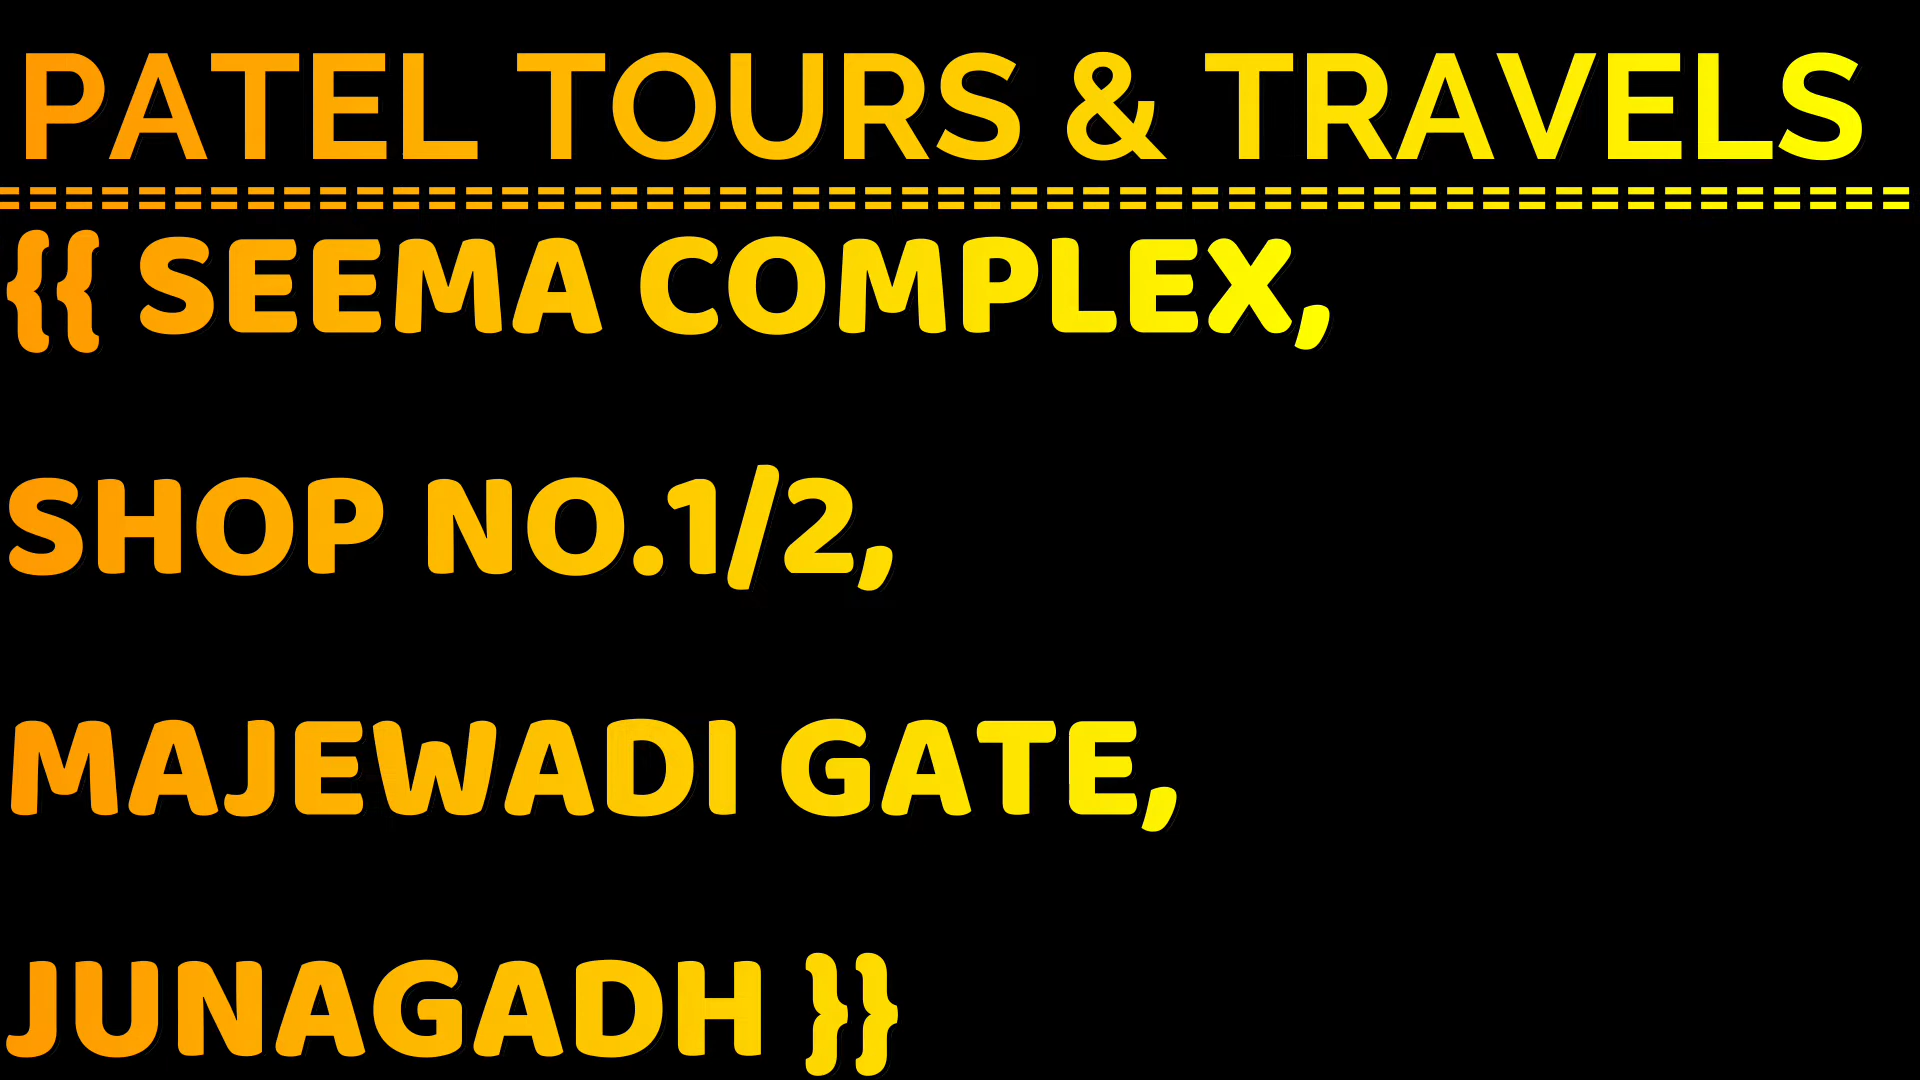 PATEL TOURS & TRAVELS
=====================================================
{{ SEEMA COMPLEX,
SHOP NO.1/2,
MAJEWADI GATE,
JUNAGADH }}